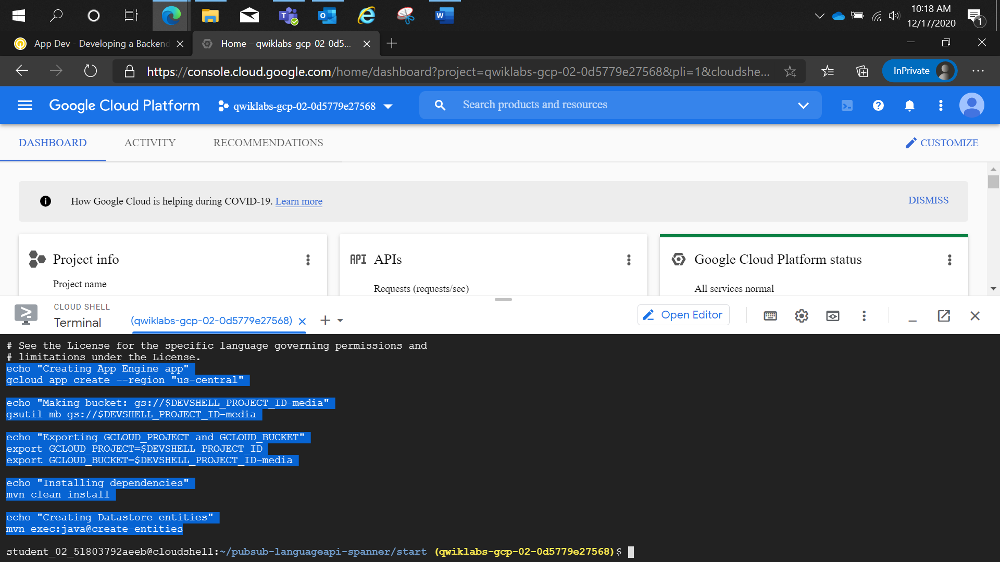 10:18 AM
12/17/2020
1
App Dev - Developing a Backend
Home – qwiklabs-gcp-02-0d5...
https://console.cloud.google.com/home/dashboard?project=qwiklabs-gcp-02-0d5779e27568&pli=1&cloudshe...
InPrivate
Google Cloud Platform
qwiklabs-gcp-02-0d5779e27568
Search products and resources
DASHBOARD
ACTIVITY
RECOMMENDATIONS
CUSTOMIZE
How Google Cloud is helping during COVID-19. Learn more
DISMISS
Project info
API APIs
Google Cloud Platform status
Project name
Requests (requests/sec)
All services normal
CLOUD SHELL
Terminal
(qwiklabs-gcp-02-0d5779e27568)
Open Editor
# See the License for the specific language governing permissions and
# limitations under the License.
echo "Creating App Engine app"
gcloud app create --region "us-central"
echo "Making bucket: gs://$DEVSHELL_PROJECT_ID-media"
gsutil mb gs://$DEVSHELL_PROJECT_ID-media
echo "Exporting GCLOUD_PROJECT and GCLOUD_BUCKET"
export GCLOUD_PROJECT=$DEVSHELL_PROJECT_ID
export GCLOUD_BUCKET=$DEVSHELL_PROJECT_ID-media
echo "Installing dependencies"
mvn clean install
echo "Creating Datastore entities"
mvn exec:java@create-entities
student_02_51803792aeeb@cloudshell:~/pubsub-languageapi-spanner/start (qwiklabs-gcp-02-0d5779e27568)$